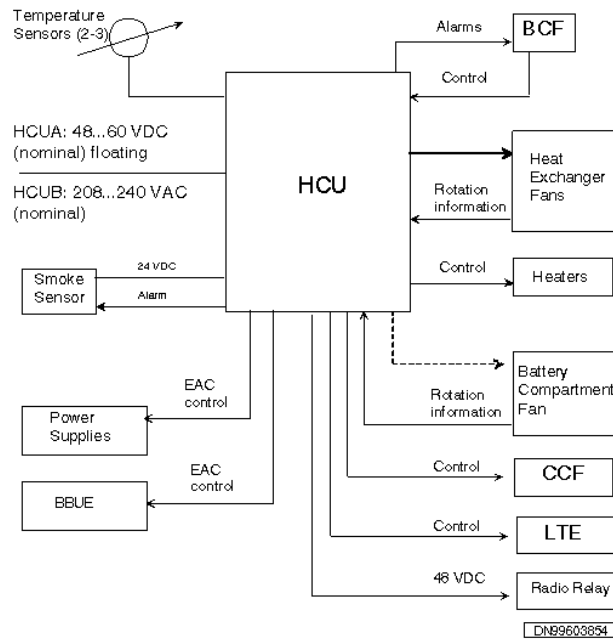 Temperature
Sensors (2-3)
Alarms
BCF
Control
HCUA: 48...60 VDC
(nominal) floating
HCU
Heat
Exchanger
Fans
Rotation
information
HCUB: 208...240 VAC
(nominal)
Smoke
Sensor
24 VDC
Alarm
Control
Heaters
Battery
Compartment
Fan
Rotation
information
EAC
control
Power
Supplies
EAC
control
BBUE
Control
CCF
Control
LTE
48 VDC
Radio Relay
DN99603854